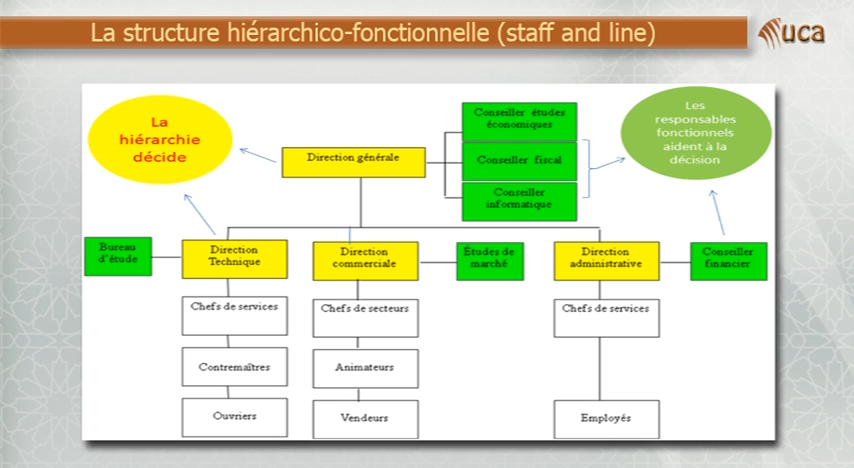 La structure hiérarchico-fonctionnelle (staff and line)
uca
La
hiérarchie
décide
Direction générale
Conseiller études
économiques
Conseiller fiscal
Conseiller
informatique
Les
responsables
fonctionnels
aident à la
décision
Bureau
d'étude
Direction
Technique
Direction
commerciale
Études de
marché
Direction
administrative
Conseiller
financier
Chefs de services
Chefs de secteurs
Chefs de services
Contremaîtres
Animateurs
Ouvriers
Vendeurs
Employés